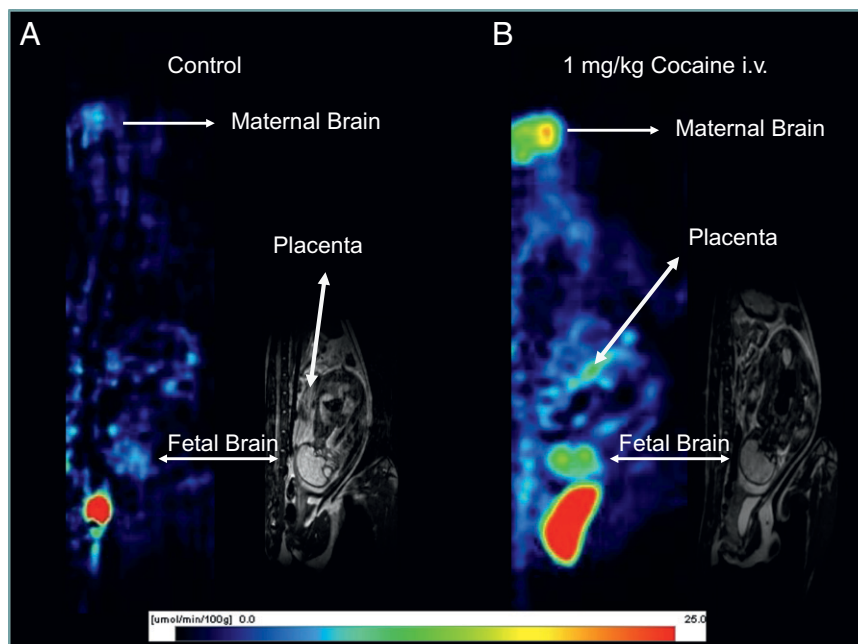 A
Control
Maternal Brain
Placenta
Fetal Brain
B
1 mg/kg Cocaine i.v.
Maternal Brain
Placenta
Fetal Brain
[umol/min/100g] 0.0
25.0